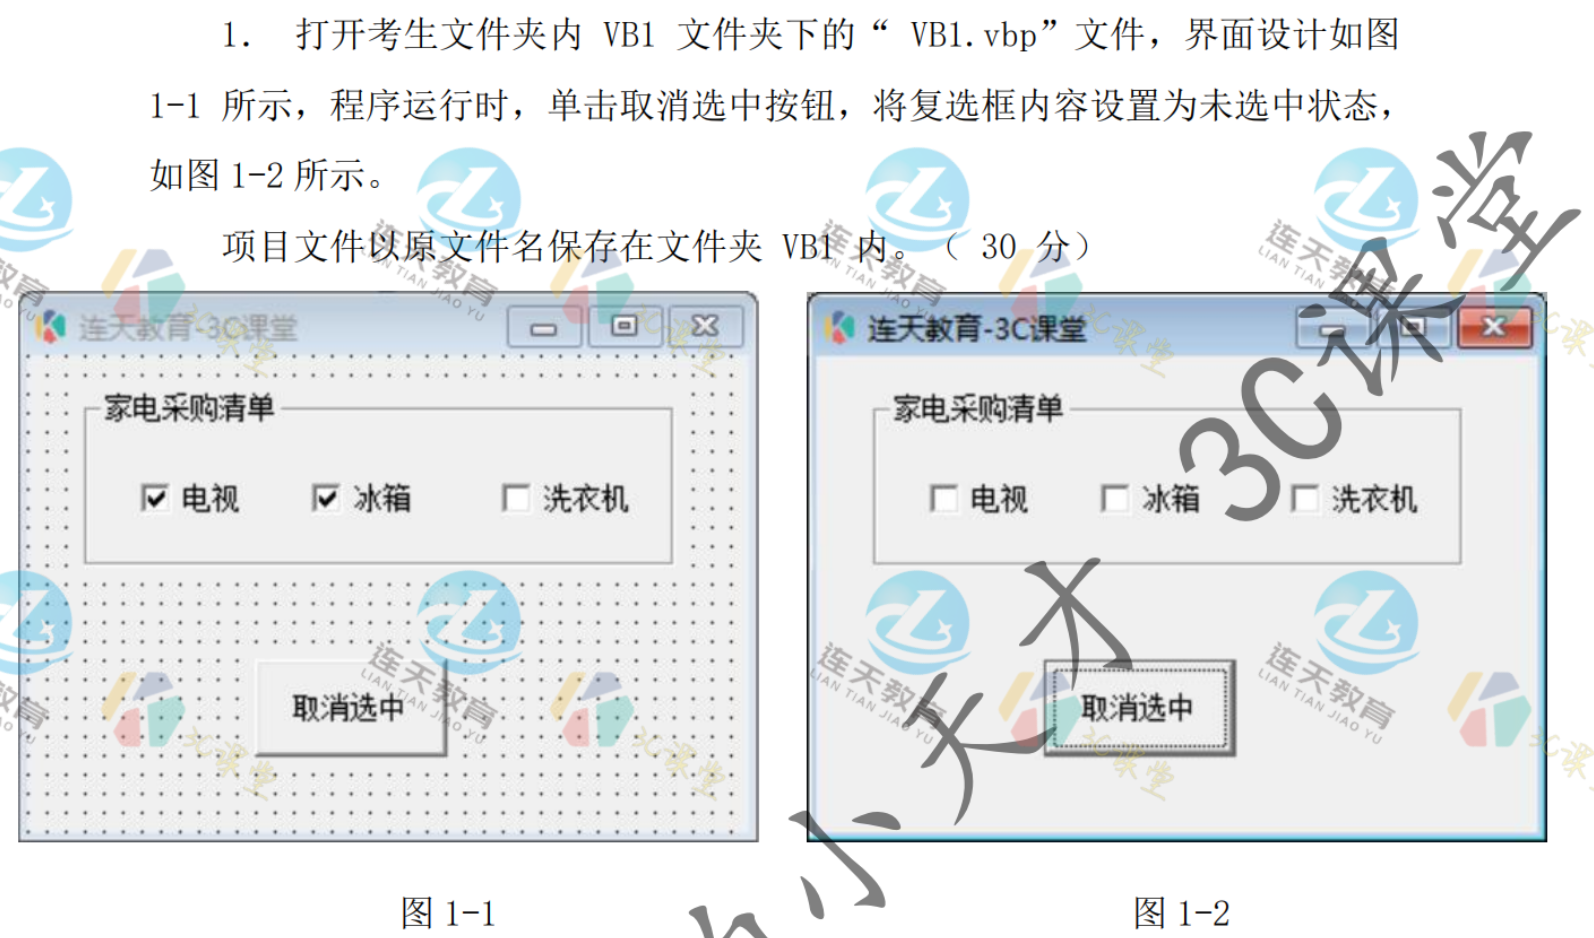 1. 打开考生文件夹内 VB1 文件夹下的“ VB1.vbp”文件，界面设计如图
1-1 所示，程序运行时，单击取消选中按钮，将复选框内容设置为未选中状态，
如图 1-2 所示。
项目文件以原文件名保存在文件夹 VB1 内。（ 30 分）
连天教育-3C课堂
家电采购清单
电视 冰箱 洗衣机
取消选中
图 1-1
连天教育-3C课堂
家电采购清单
电视 冰箱 洗衣机
取消选中
图 1-2
小天才 3C课堂
连天教育
LIAN TIAN JIAO YU
3C课堂